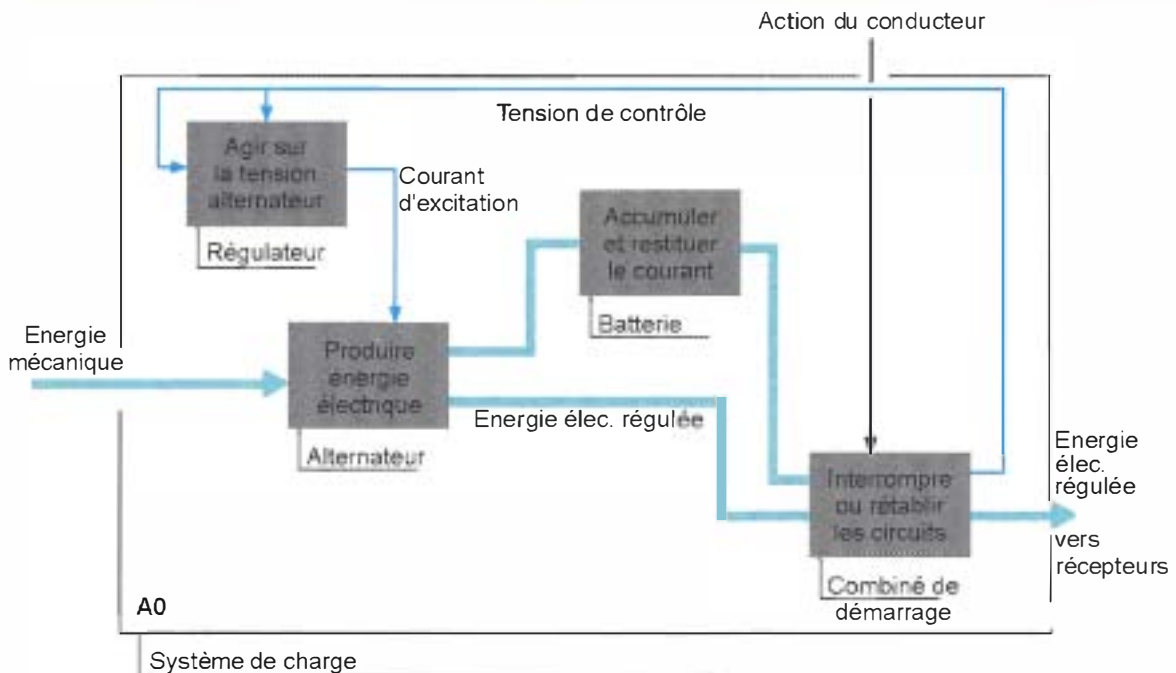 Action du conducteur
Tension de contrôle
Agir sur
la tension
alternateur
Courant
d'excitation
Régulateur
Accumuler
et restituer
le courant
Batterie
Energie
mécanique
Produire
énergie
électrique
Energie élec. régulée
Alternateur
Interrompre
ou rétablir
les circuits
Energie
élec.
régulée
vers
récepteurs
Combiné de
démarrage
A0
Système de charge